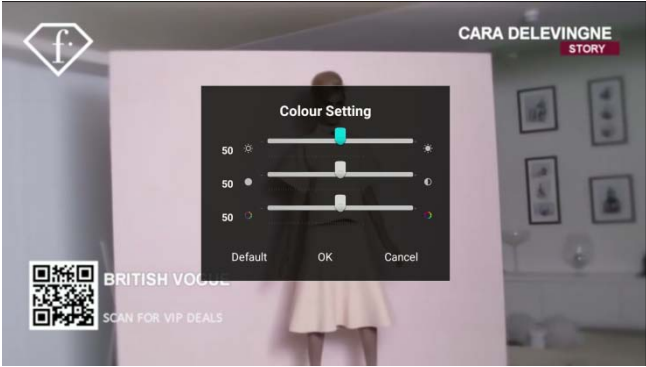 f.
CARA DELEVINGNE
STORY
Colour Setting
50
50
50
Default OK Cancel
BRITISH VOGUE
SCAN FOR VIP DEALS